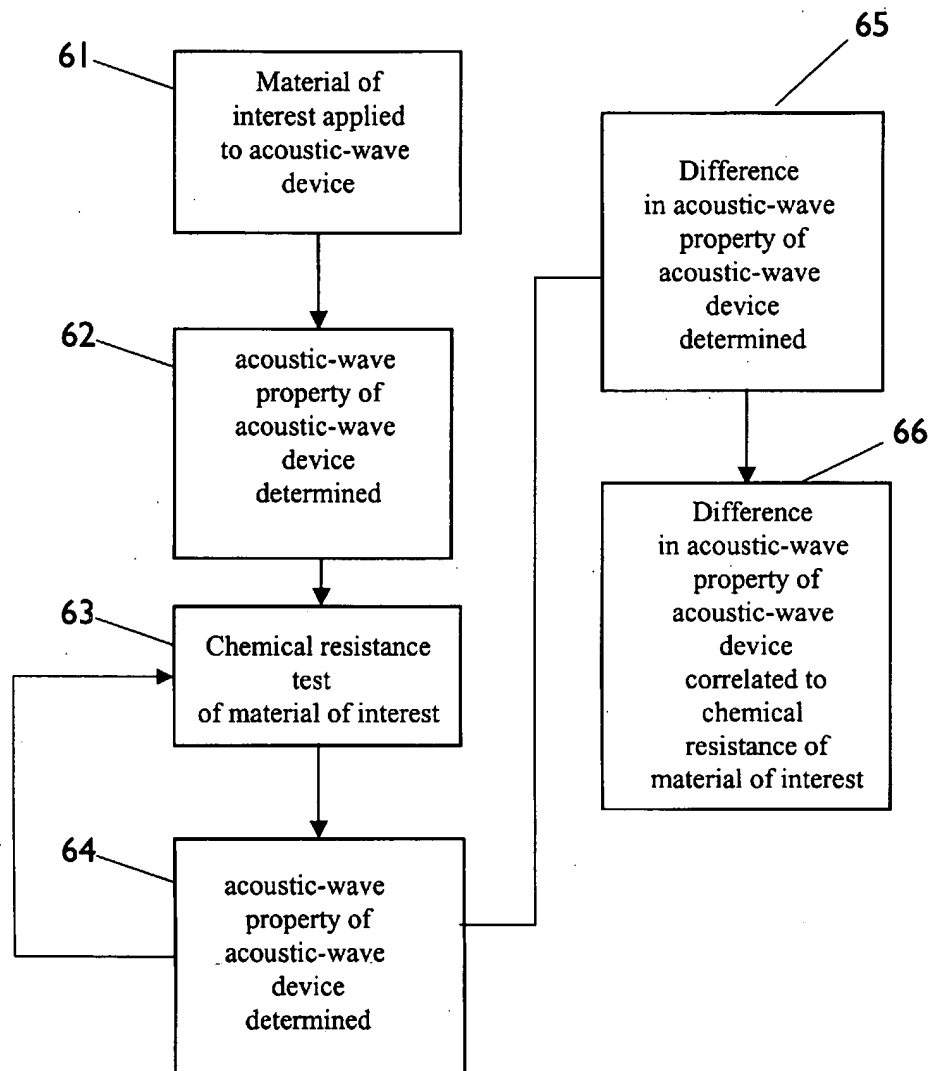 61
Material of
interest applied
to acoustic-wave
device
62
acoustic-wave
property of
acoustic-wave
device
determined
63
Chemical resistance
test
of material of interest
64
acoustic-wave
property of
acoustic-wave
device
determined
65
Difference
in acoustic-wave
property of
acoustic-wave
device
determined
66
Difference
in acoustic-wave
property of
acoustic-wave
device
correlated to
chemical
resistance of
material of interest